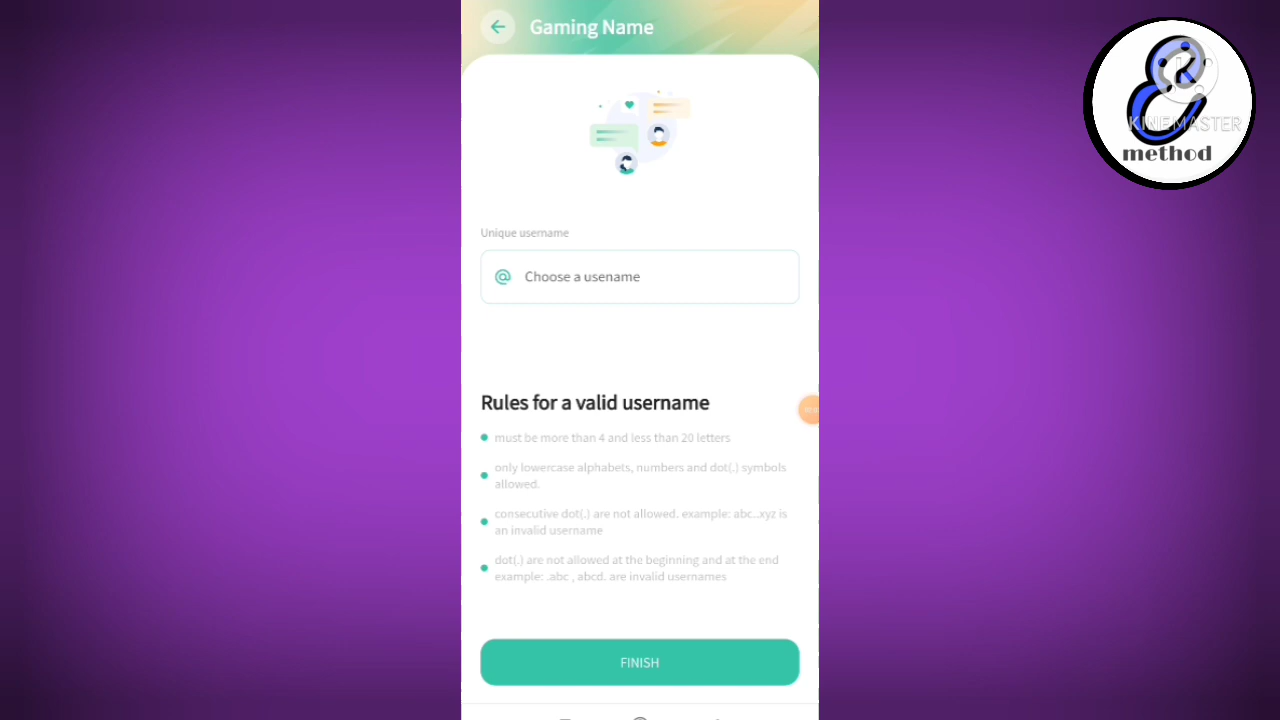 Gaming Name
KINEMASTER
method
Unique username
Choose a usename
Rules for a valid username
must be more than 4 and less than 20 letters
only lowercase alphabets, numbers and dot(.) symbols
allowed.
consecutive dot(.) are not allowed. example: abc..xyz is
an invalid username
dot(.) are not allowed at the beginning and at the end
example: .abc , abcd. are invalid usernames
FINISH